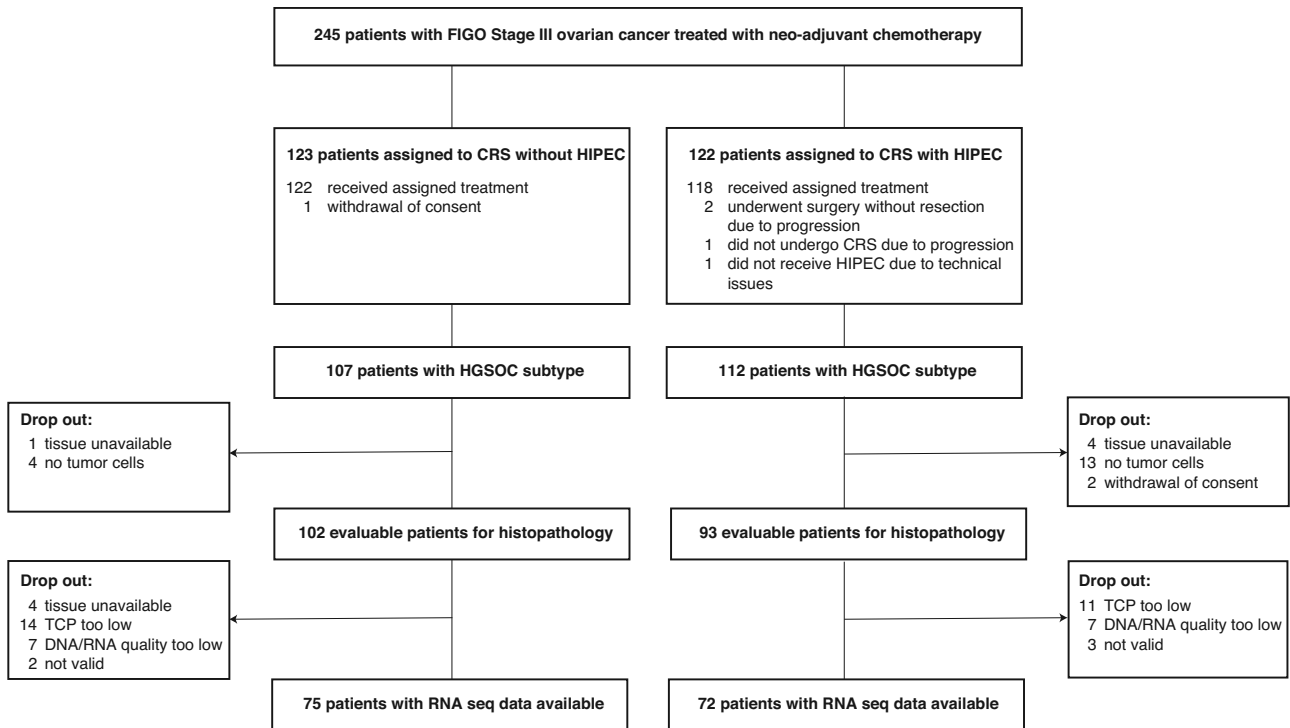 245 patients with FIGO Stage III ovarian cancer treated with neo-adjuvant chemotherapy
123 patients assigned to CRS without HIPEC
122 received assigned treatment
1 withdrawal of consent
122 patients assigned to CRS with HIPEC
118 received assigned treatment
2 underwent surgery without resection
due to progression
1 did not undergo CRS due to progression
1 did not receive HIPEC due to technical
issues
107 patients with HGSOC subtype
112 patients with HGSOC subtype
Drop out:
1 tissue unavailable
4 no tumor cells
Drop out:
4 tissue unavailable
13 no tumor cells
2 withdrawal of consent
102 evaluable patients for histopathology
93 evaluable patients for histopathology
Drop out:
4 tissue unavailable
14 TCP too low
7 DNA/RNA quality too low
2 not valid
Drop out:
11 TCP too low
7 DNA/RNA quality too low
3 not valid
75 patients with RNA seq data available
72 patients with RNA seq data available